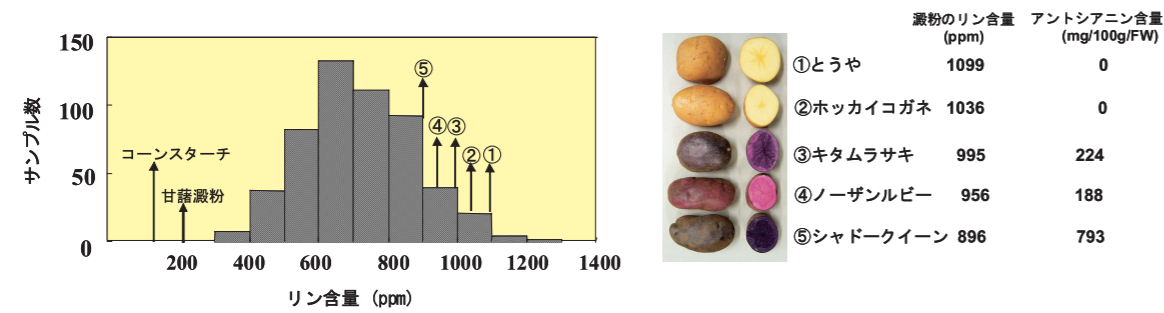 150
100
50
0
サンプル数
コーンスターチ
甘藷澱粉
⑤
④
③
②
①
200
400
600
800
1000
1200
1400
リン含量 (ppm)
澱粉のリン含量 アントシアニン含量
(ppm) (mg/100g/FW)
①とうや 1099 0
②ホッカイコガネ 1036 0
③キタムラサキ 995 224
④ノーザンルビー 956 188
⑤シャドークイーン 896 793